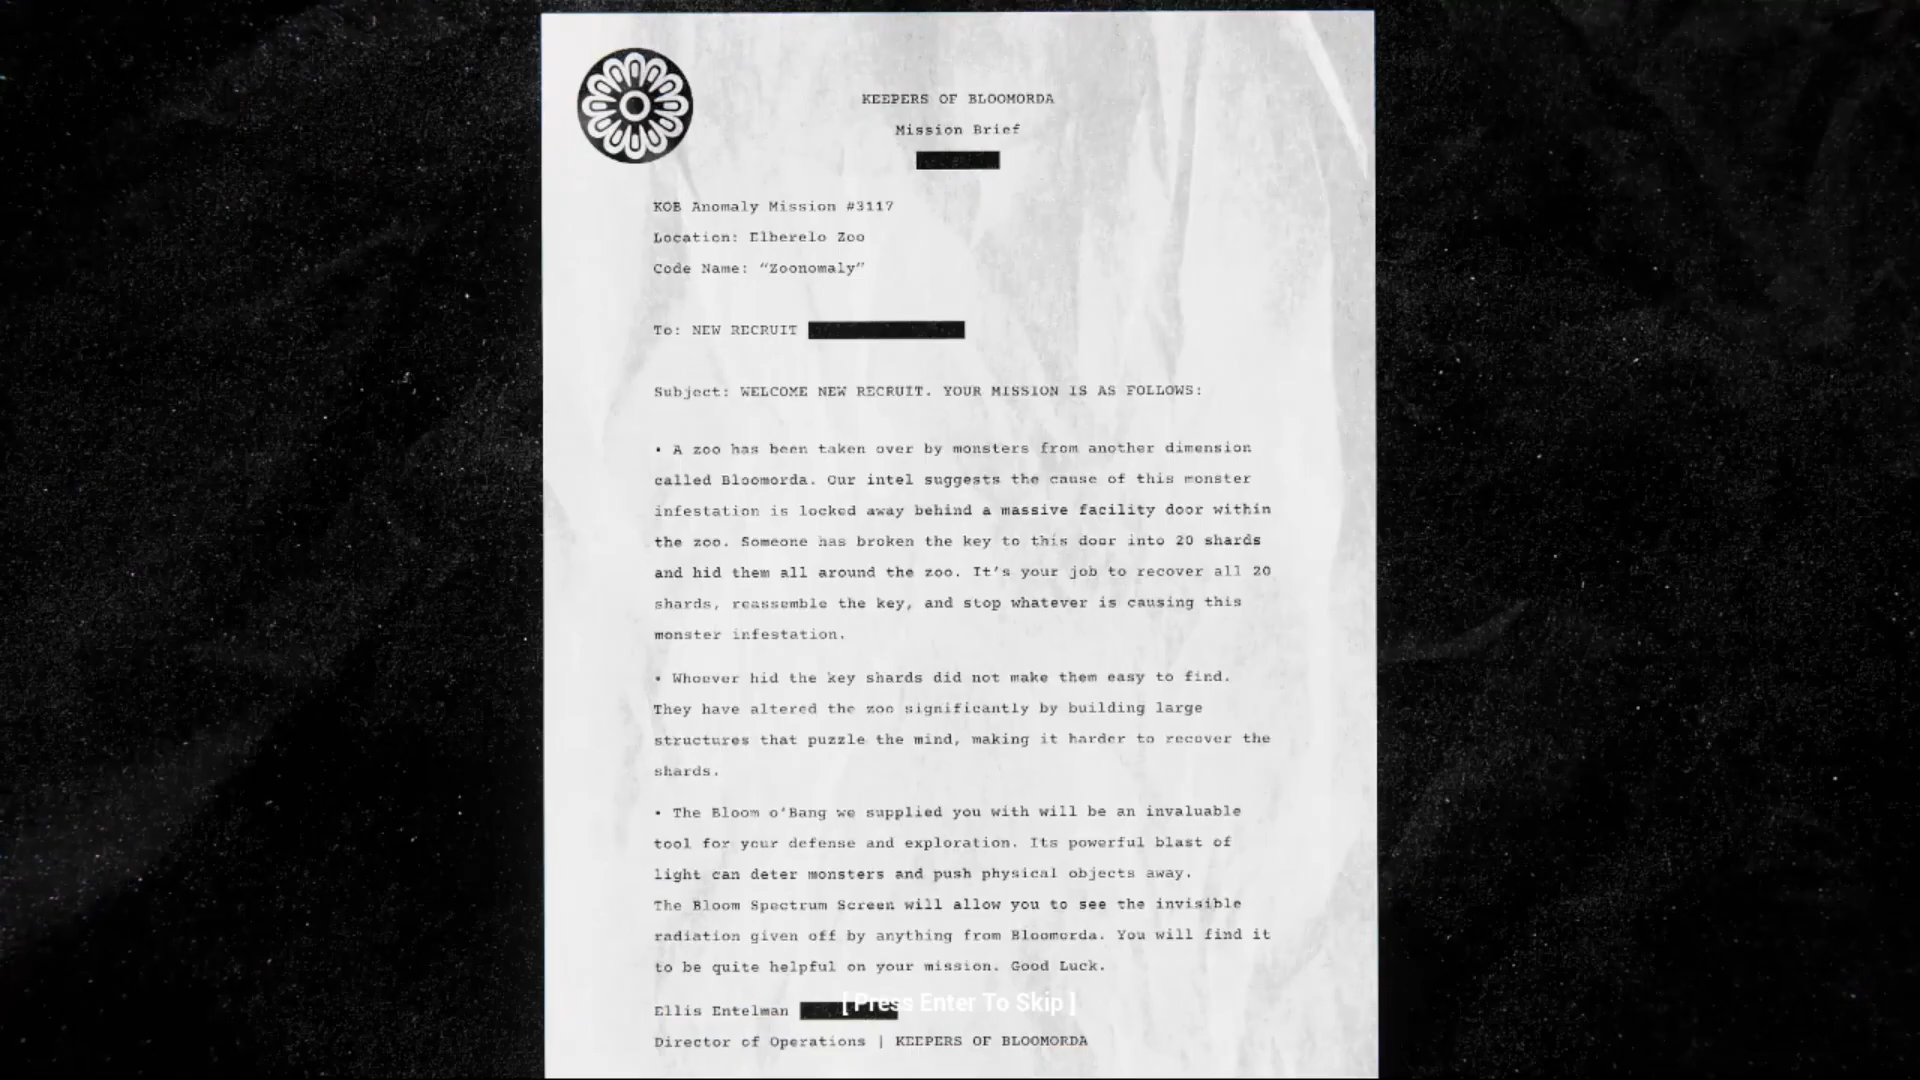 KEEPERS OF BLOOMORDA
Mission Brief
KOB Anomaly Mission #3117
Location: Elberelo Zoo
Code Name: “Zoonomaly”
To: NEW RECRUIT
Subject: WELCOME NEW RECRUIT. YOUR MISSION IS AS FOLLOWS:
• A zoo has been taken over by monsters from another dimension
called Bloomorda. Our intel suggests the cause of this monster
infestation is locked away behind a massive facility door within
the zoo. Someone has broken the key to this door into 20 shards
and hid them all around the zoo. It’s your job to recover all 20
shards, reassemble the key, and stop whatever is causing this
monster infestation.
• Whoever hid the key shards did not make them easy to find.
They have altered the zoo significantly by building large
structures that puzzle the mind, making it harder to recover the
shards.
• The Bloom o’Bang we supplied you with will be an invaluable
tool for your defense and exploration. Its powerful blast of
light can deter monsters and push physical objects away.
The Bloom Spectrum Screen will allow you to see the invisible
radiation given off by anything from Bloomorda. You will find it
to be quite helpful on your mission. Good Luck.
[ Press Enter To Skip ]
Ellis Entelman
Director of Operations | KEEPERS OF BLOOMORDA